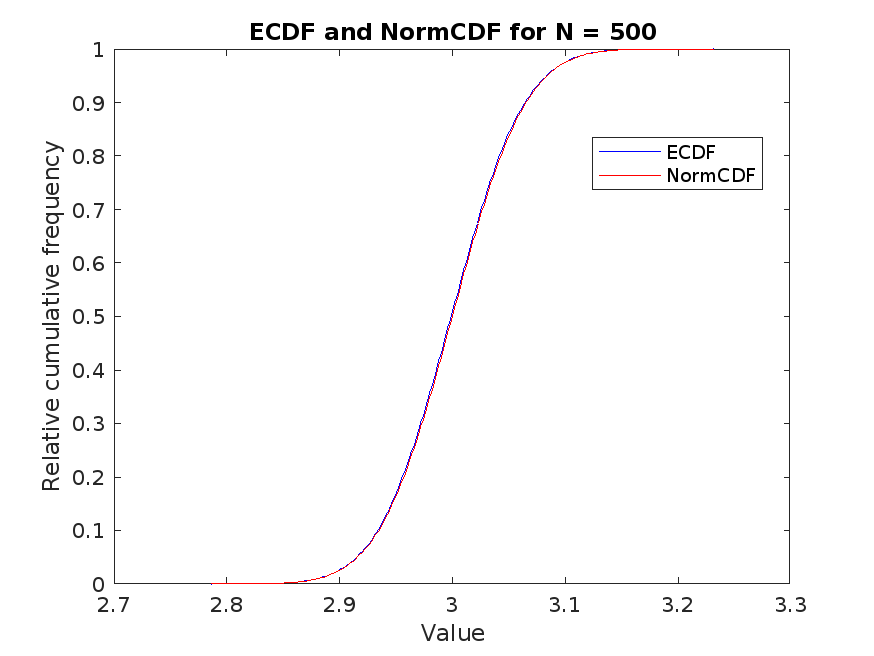 ECDF and NormCDF for N = 500
1
0.9
0.8
0.7
0.6
0.5
0.4
0.3
0.2
0.1
0
Relative cumulative frequency
ECDF
NormCDF
2.7 2.8 2.9 3 3.1 3.2 3.3
Value